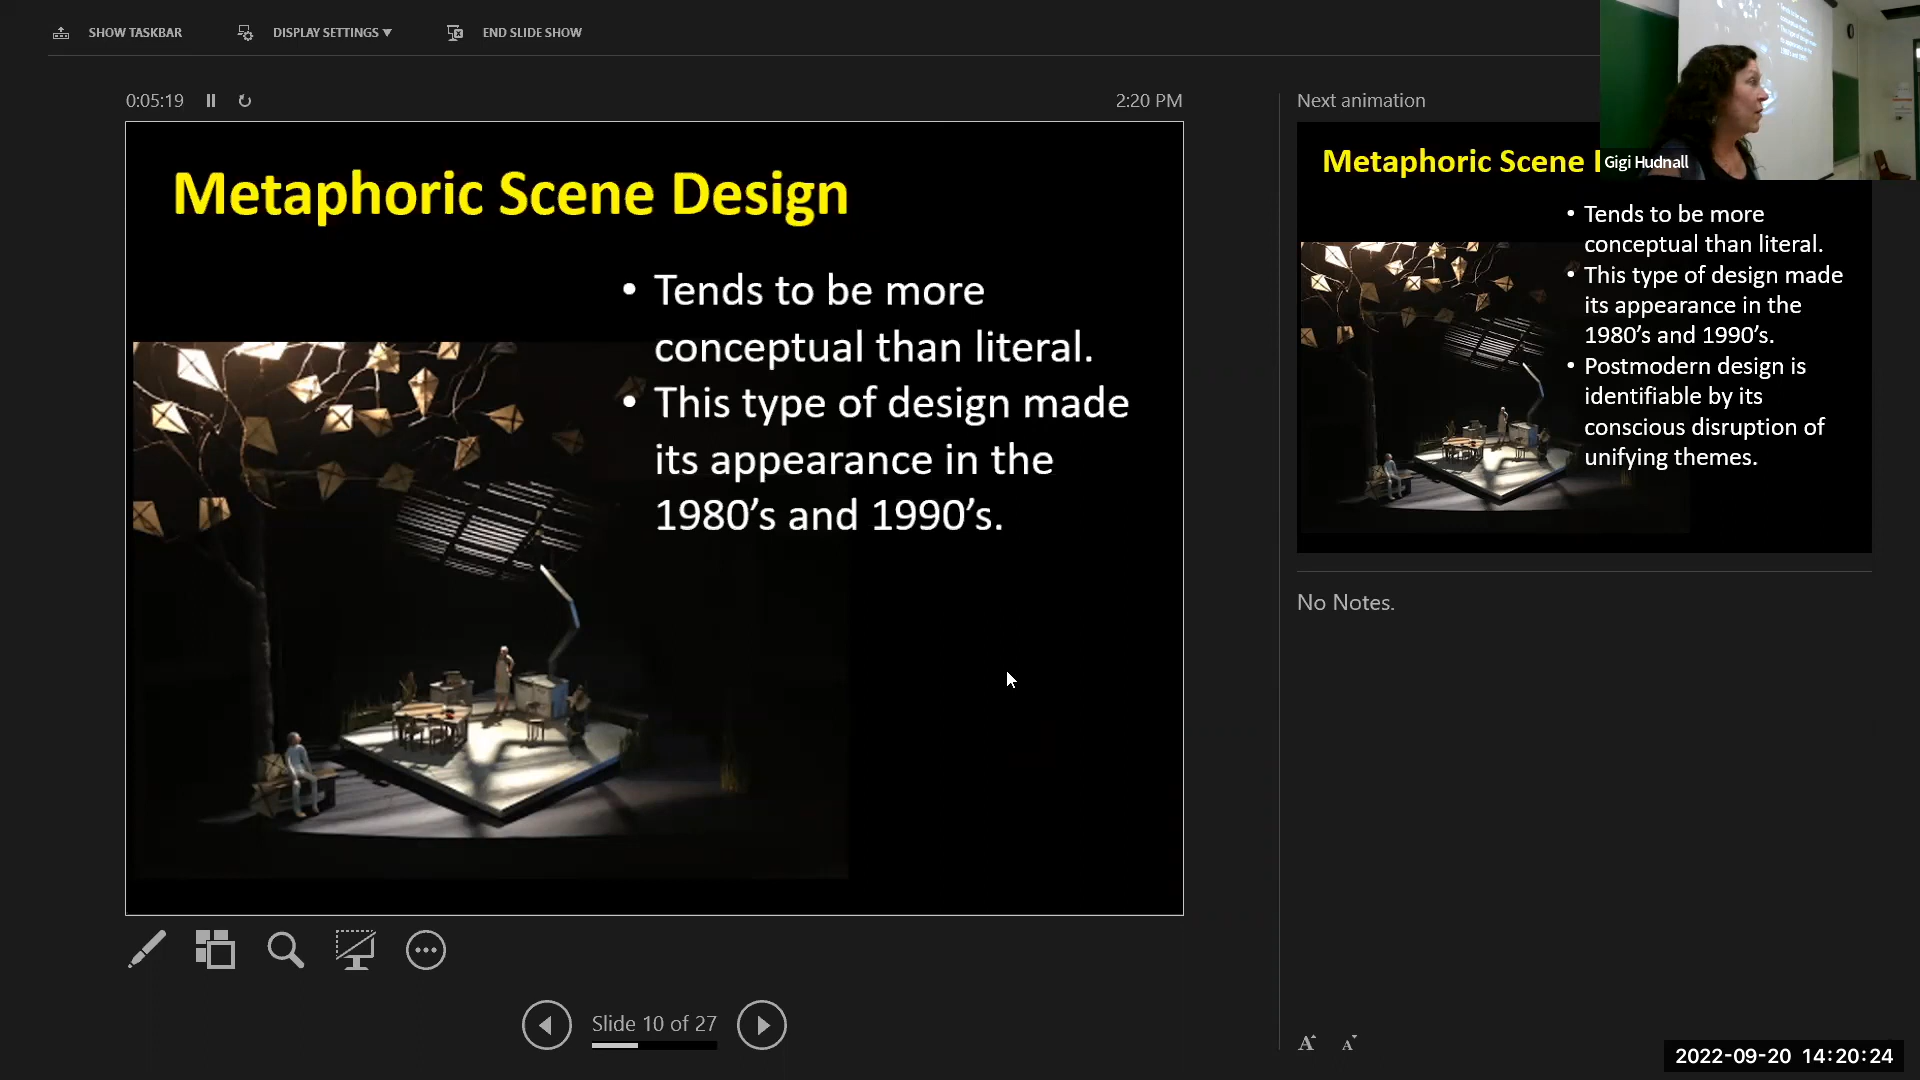 SHOW TASKBAR
DISPLAY SETTINGS ▼
END SLIDE SHOW
0:05:19
2:20 PM
Metaphoric Scene Design
• Tends to be more
conceptual than literal.
• This type of design made
its appearance in the
1980’s and 1990’s.
Next animation
Gigi Hudnall
Metaphoric Scene
• Tends to be more
conceptual than literal.
• This type of design made
its appearance in the
1980’s and 1990’s.
• Postmodern design is
identifiable by its
conscious disruption of
unifying themes.
No Notes.
Slide 10 of 27
A A
2022-09-20 14:20:24